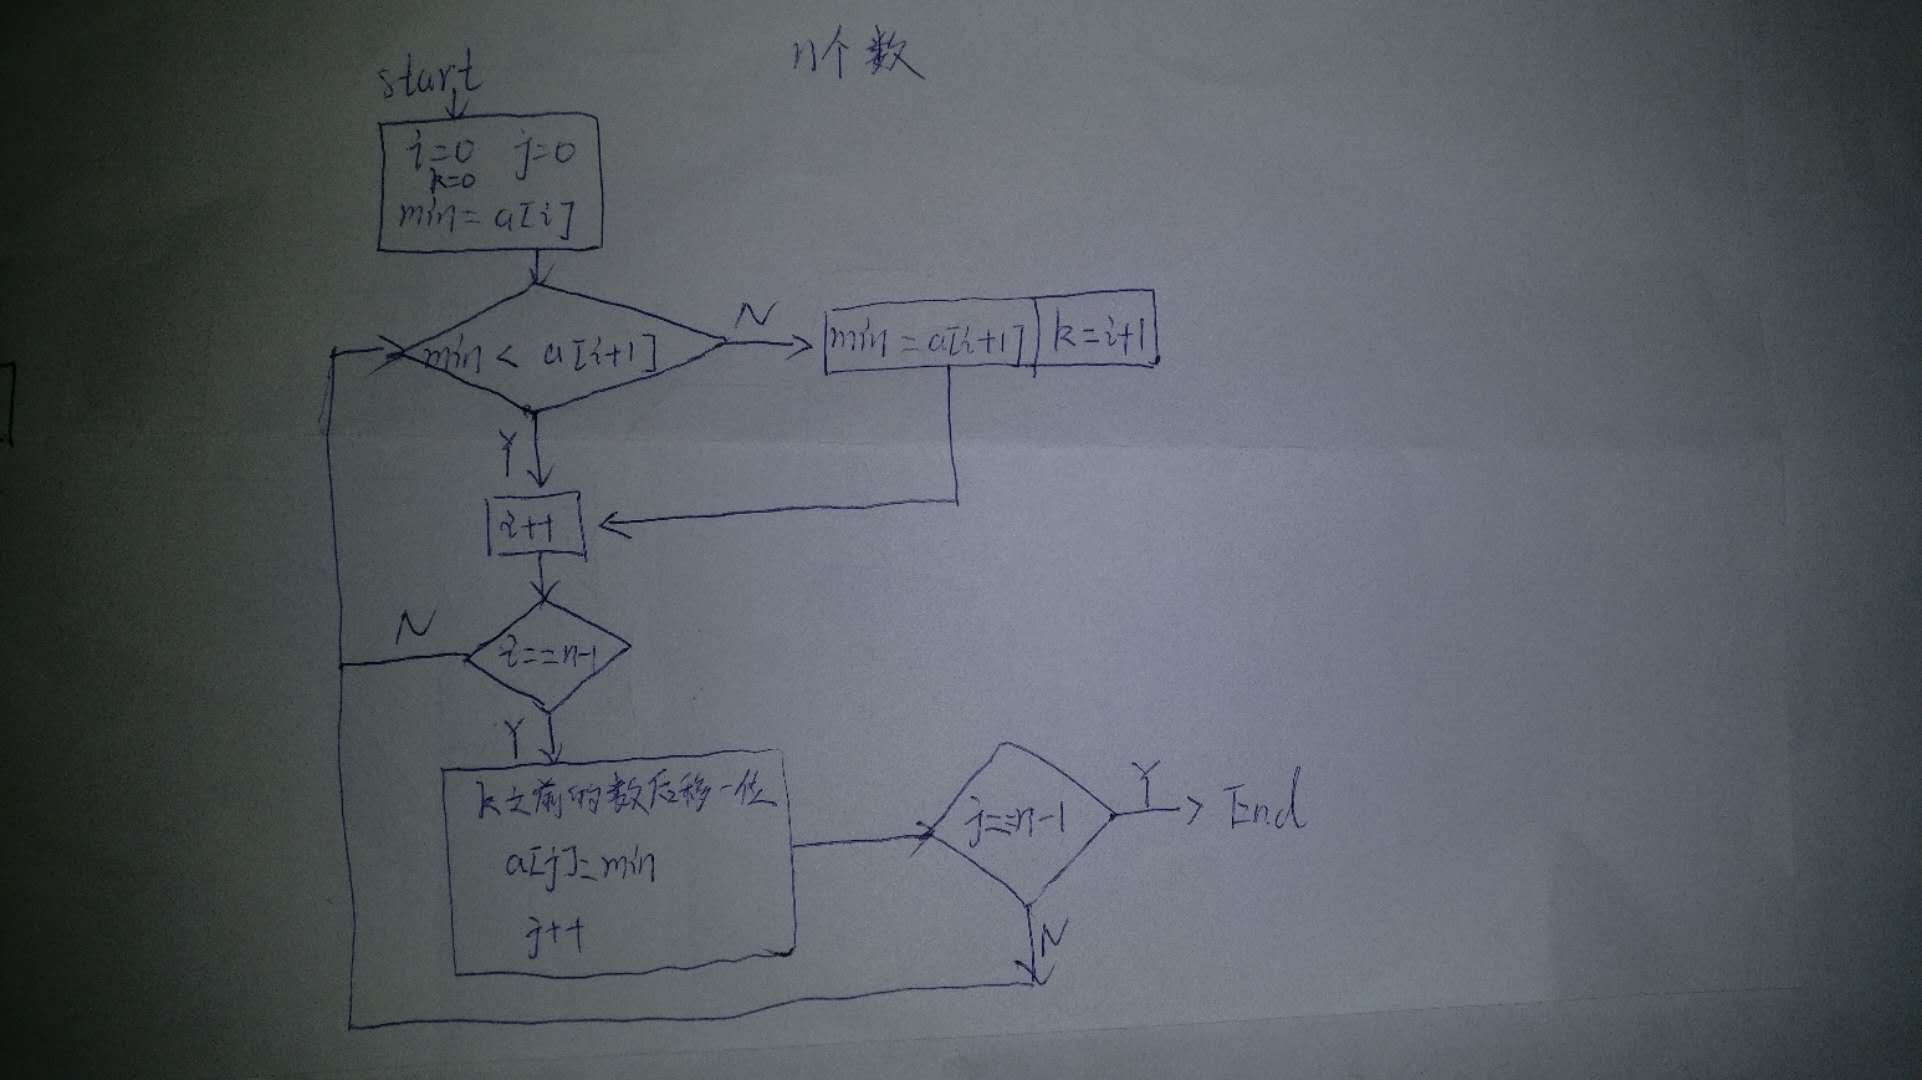 n个数
start
i=0 j=0
k=0
min=a[i]
min < a[i+1]
N
min=a[i+1] k=i+1
Y
i++
N
i==n-1
Y
k之前的数后移一位
a[j]=min
j++
j==n-1
Y
End
N